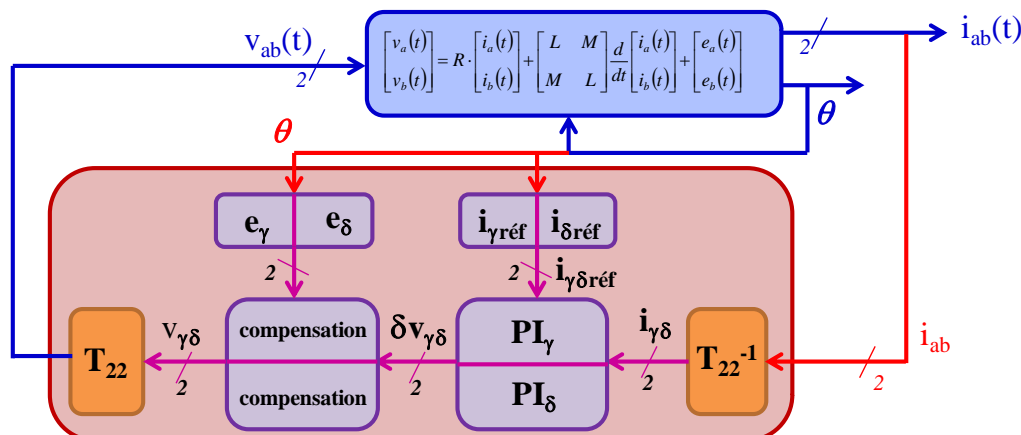 v_ab(t)
2
[v_a(t) v_b(t)] = R · [i_a(t) i_b(t)] + [L M M L] d/dt [i_a(t) i_b(t)] + [e_a(t) e_b(t)]
2
i_ab(t)
θ
θ
e_γ e_δ
i_γréf i_δréf
2
2
i_γδréf
T_22
v_γδ
2
compensation
compensation
δv_γδ
2
PI_γ
PI_δ
i_γδ
2
T_22^-1
i_ab
2